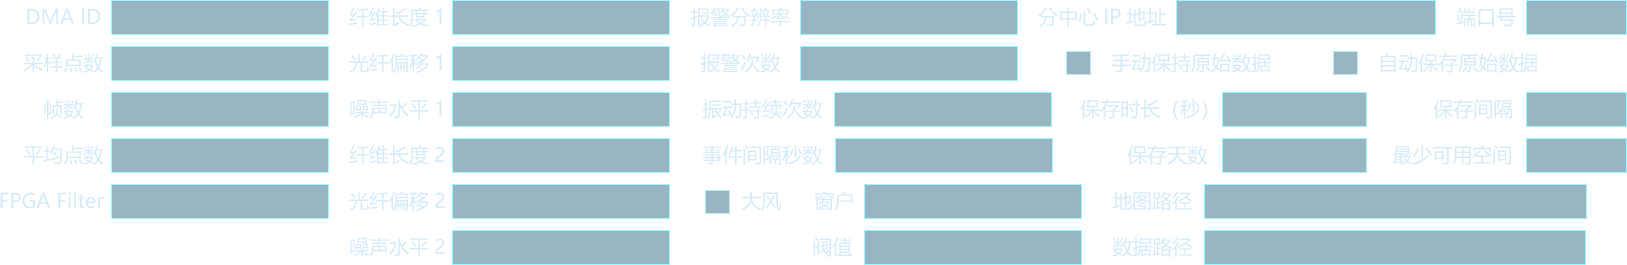 DMA ID 纤维长度 1 报警分辨率 分中心 IP 地址 端口号
采样点数 光纤偏移 1 报警次数 手动保持原始数据 自动保存原始数据
帧数 噪声水平 1 振动持续次数 保存时长（秒） 保存间隔
平均点数 纤维长度 2 事件间隔秒数 保存天数 最少可用空间
FPGA Filter 光纤偏移 2 大风 窗户 地图路径
噪声水平 2 阀值 数据路径